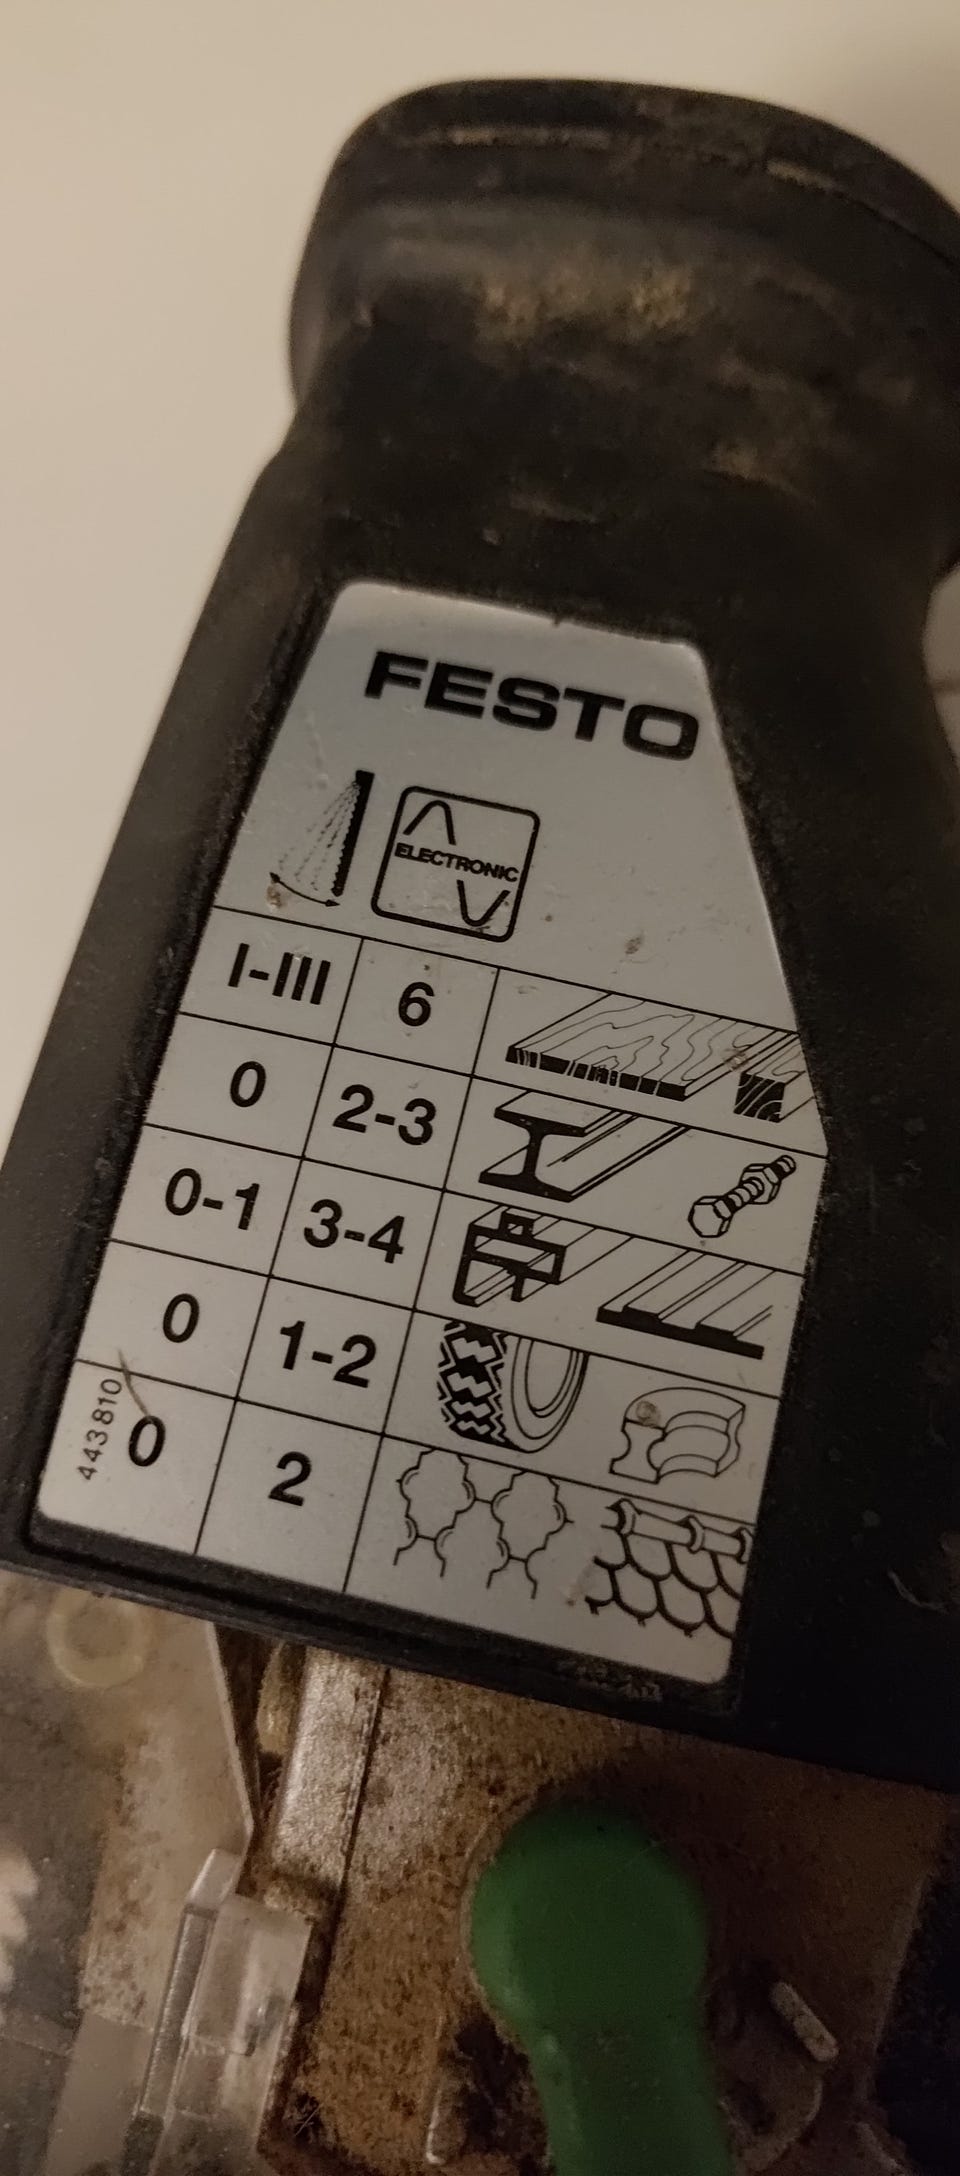 FESTO
ELECTRONIC
I-III 6
0 2-3
0-1 3-4
0 1-2
0 2
443810